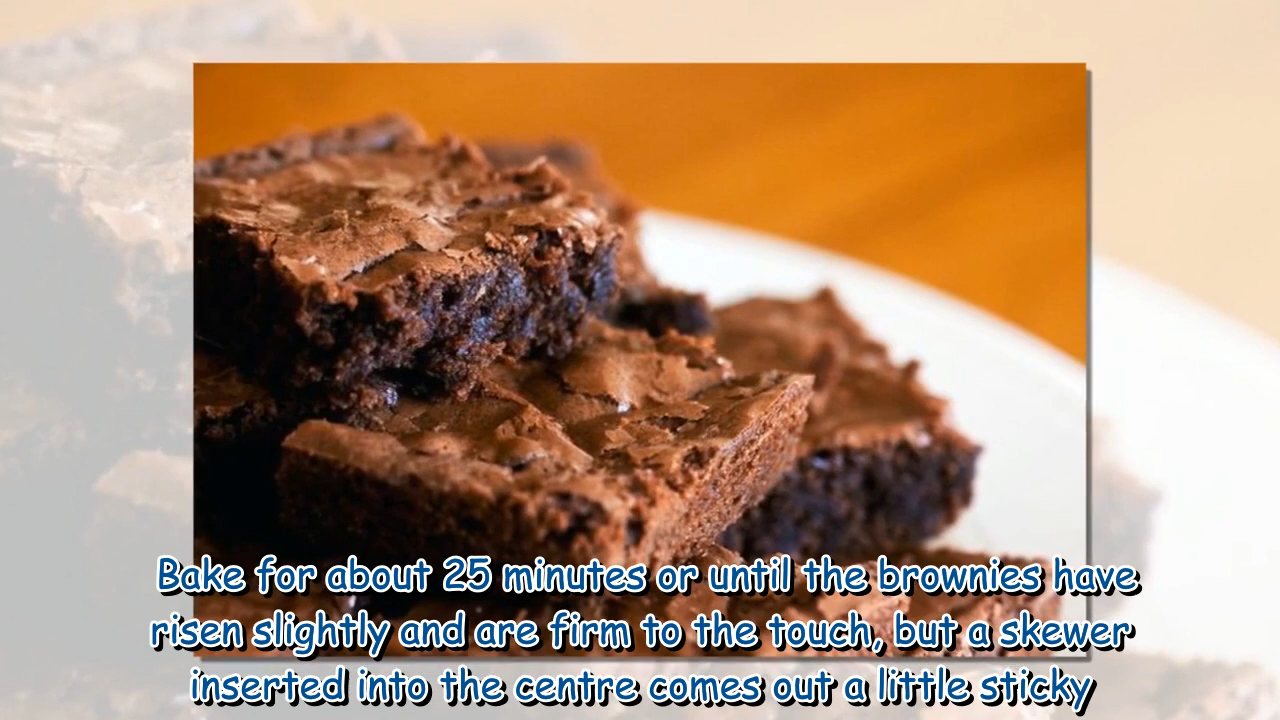 Bake for about 25 minutes or until the brownies have
risen slightly and are firm to the touch, but a skewer
inserted into the centre comes out a little sticky